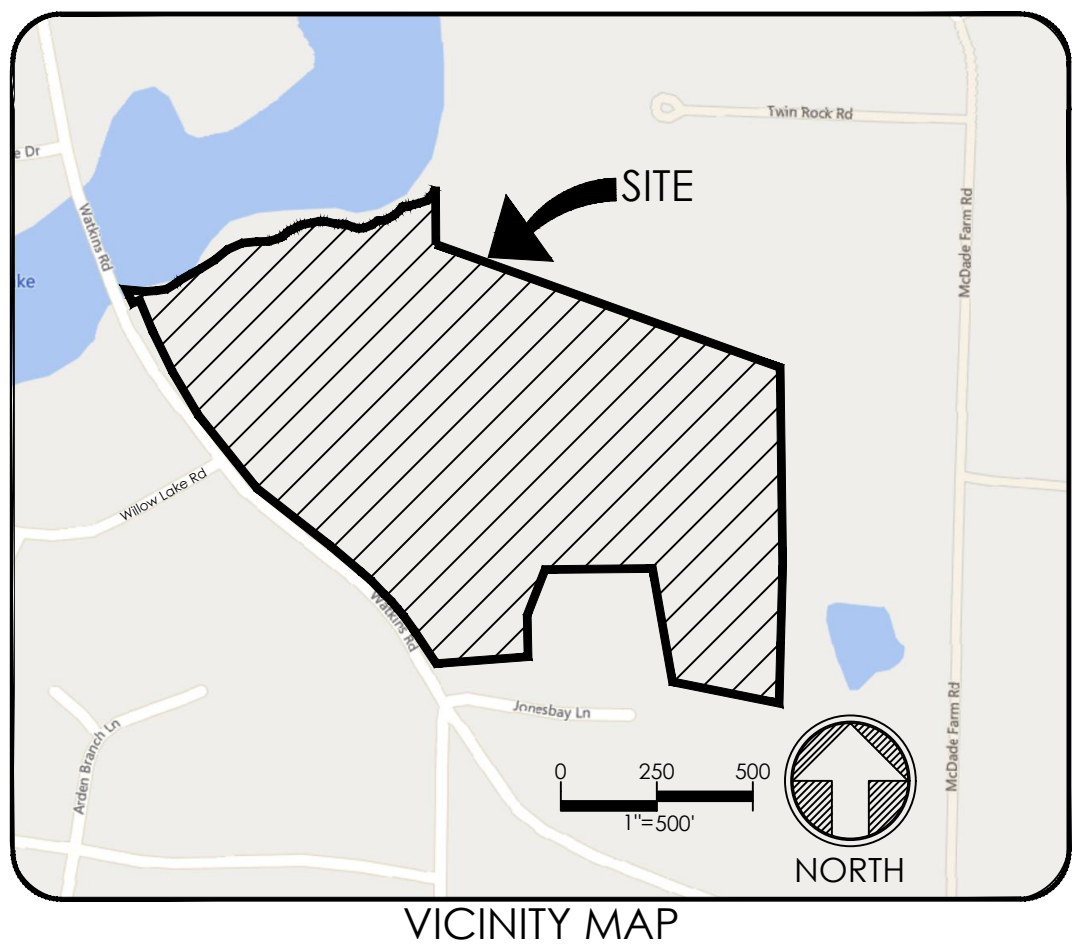 e Dr
Twin Rock Rd
SITE
Watkins Rd
McDade Farm Rd
ke
Willow Lake Rd
Watkins Rd
Jonesbay Ln
Arden Branch Ln
McDade Farm Rd
0 250 500
1"=500'
NORTH
VICINITY MAP